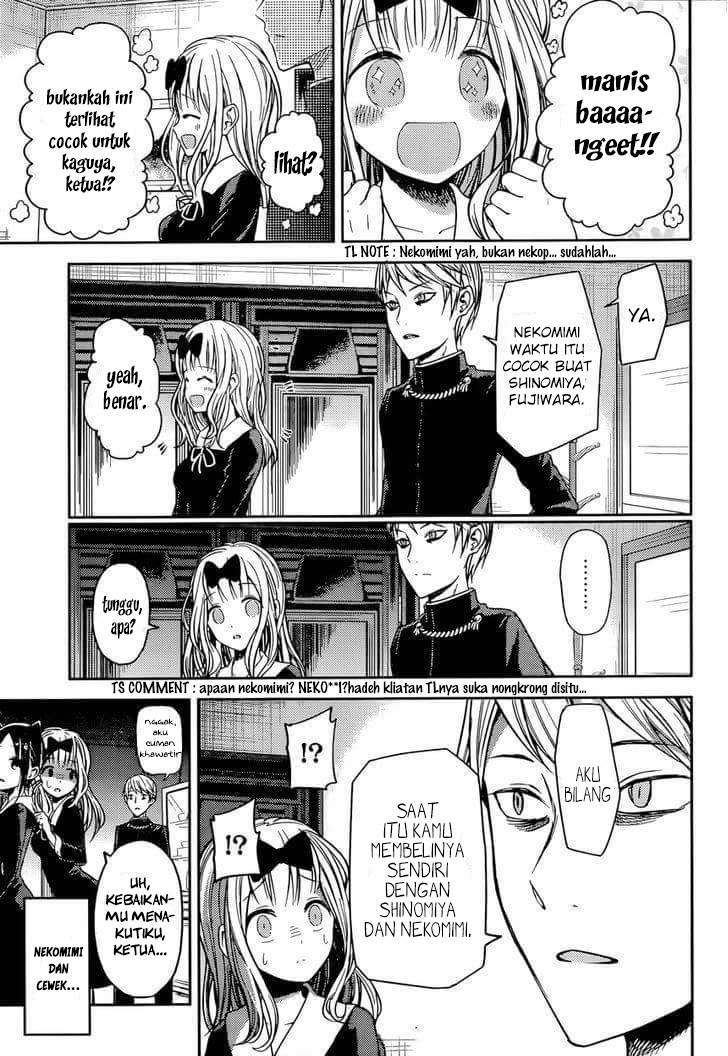 manis
baaaa-
ngeet!!
lihat?
bukankah ini
terlihat
cocok untuk
kaguya,
ketua!?
TL NOTE : Nekomimi yah, bukan nekop... sudahlah...
YA.
NEKOMIMI
WAKTU ITU
COCOK BUAT
SHINOMIYA,
FUJIWARA.
yeah,
benar.
.........
tunggu,
apa?
TS COMMENT : apaan nekomimi? NEKO**I?hadeh kliatan TLnya suka nongkrong disitu...
AKU
BILANG
SAAT
ITU KAMU
MEMBELINYA
SENDIRI
DENGAN
SHINOMIYA
DAN NEKOMIMI.
!?
!?
nggak,
aku
cuman
khawatir
UH,
KEBAIKAN-
MU MENA-
KUTIKU,
KETUA...
NEKOMIMI
DAN
CEWEK...